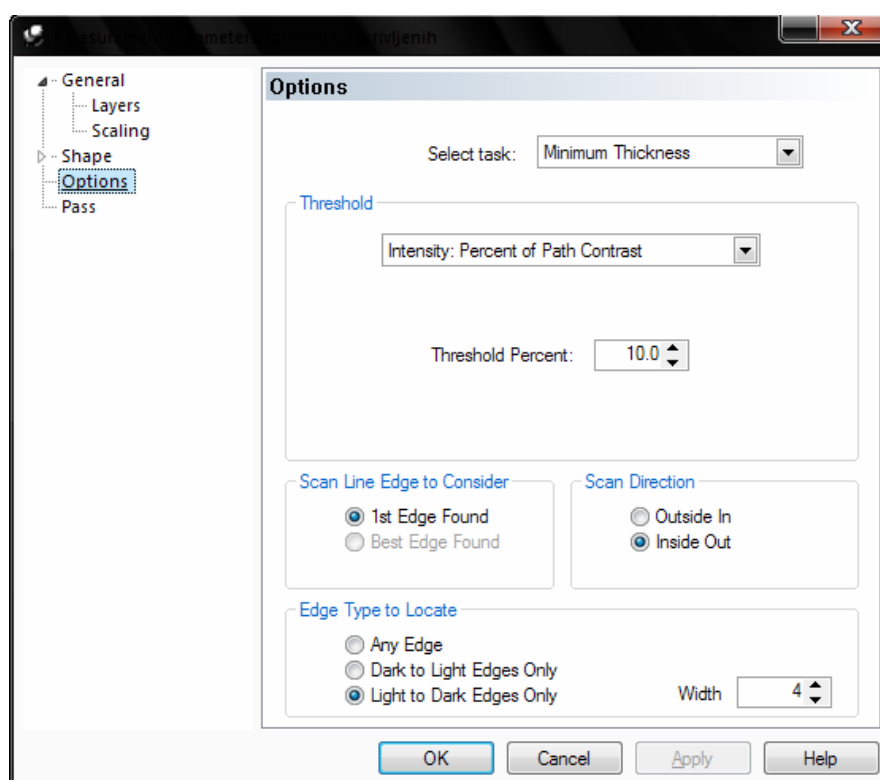 Measurement
rivljenih
General
Layers
Scaling
Shape
Options
Pass
Options
Select task: Minimum Thickness
Threshold
Intensity: Percent of Path Contrast
Threshold Percent: 10.0
Scan Line Edge to Consider
1st Edge Found
Best Edge Found
Scan Direction
Outside In
Inside Out
Edge Type to Locate
Any Edge
Dark to Light Edges Only
Light to Dark Edges Only
Width 4
OK Cancel Apply Help